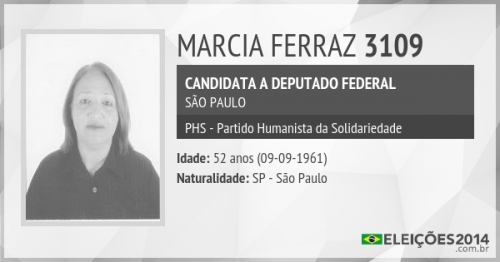 MARCIA FERRAZ 3109
CANDIDATA A DEPUTADO FEDERAL
SÃO PAULO
PHS - Partido Humanista da Solidariedade
Idade: 52 anos (09-09-1961)
Naturalidade: SP - São Paulo
ELEIÇÕES2014
.com.br